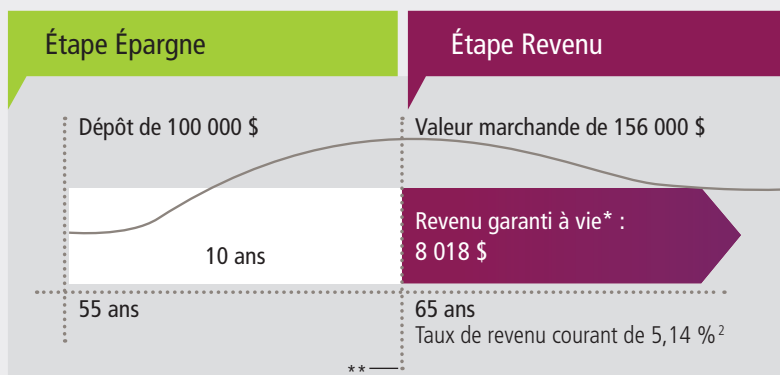 Étape Épargne
Étape Revenu
Dépôt de 100 000 $
Valeur marchande de 156 000 $
Revenu garanti à vie* :
8 018 $
10 ans
55 ans
65 ans
Taux de revenu courant de 5,14 %²
**